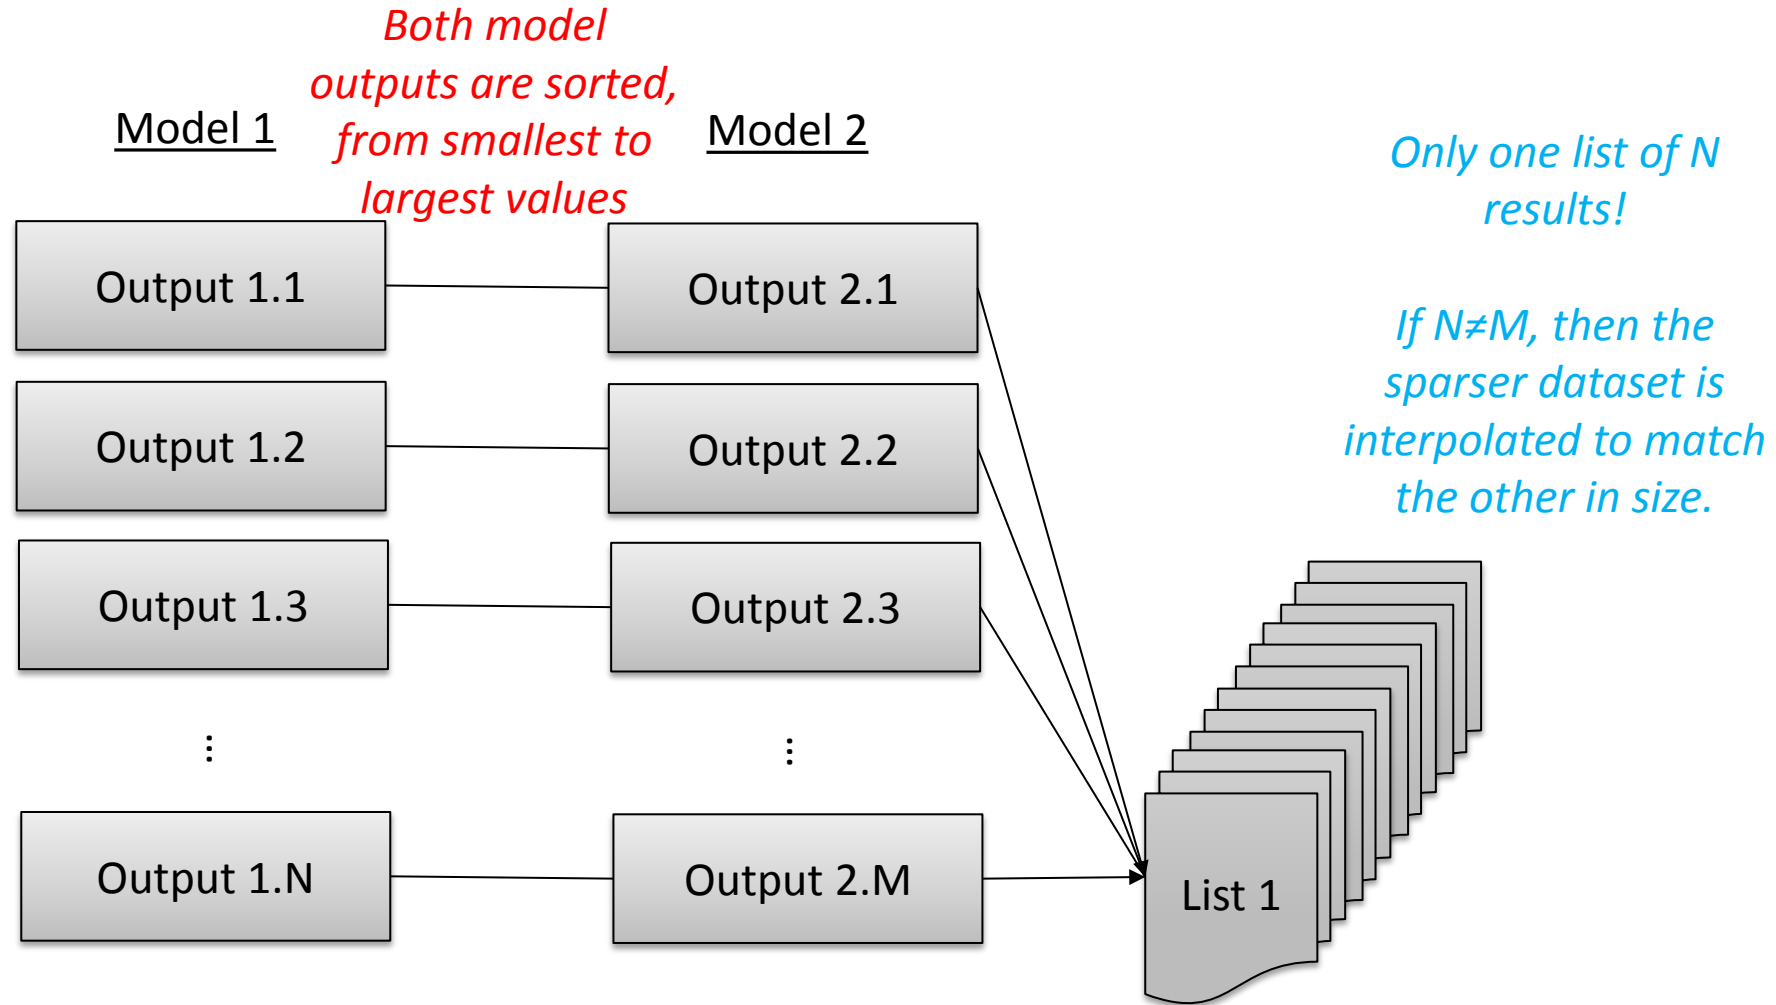 Both model
outputs are sorted,
from smallest to
largest values
Model 1
Model 2
Only one list of N
results!
If N≠M, then the
sparser dataset is
interpolated to match
the other in size.
Output 1.1
Output 2.1
Output 1.2
Output 2.2
Output 1.3
Output 2.3
⋮
⋮
Output 1.N
Output 2.M
List 1